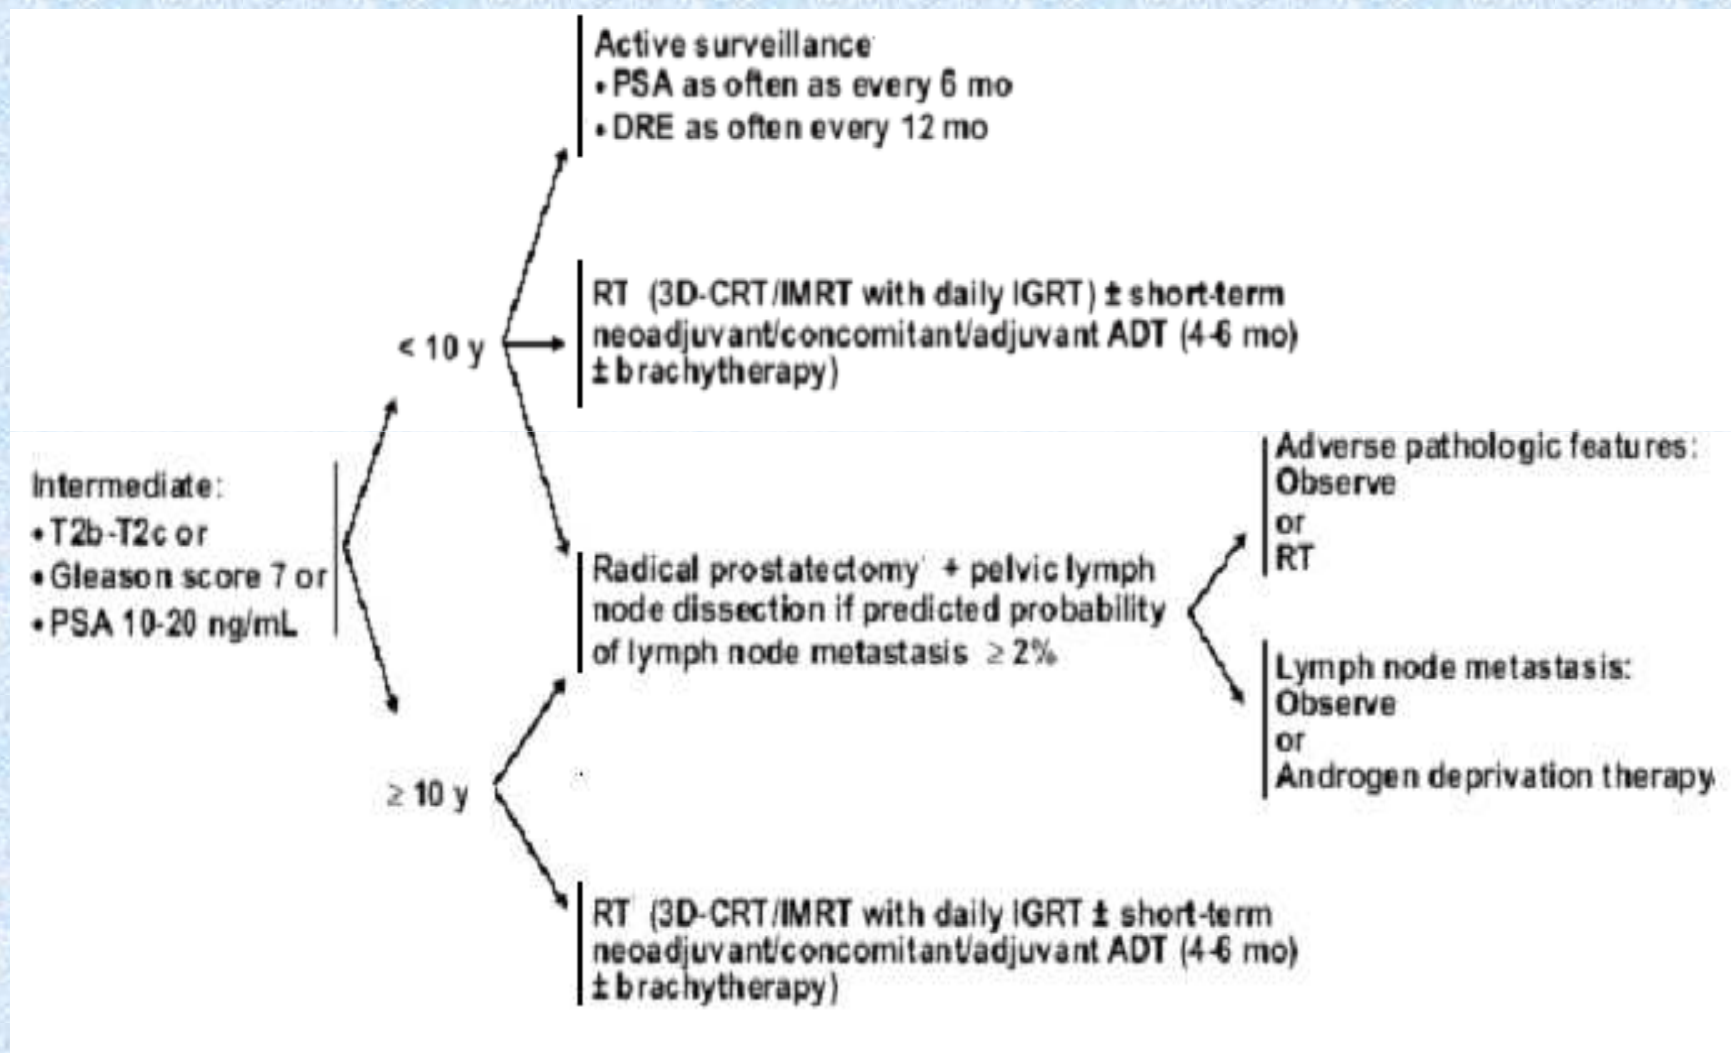 Active surveillance
• PSA as often as every 6 mo
• DRE as often every 12 mo
RT (3D-CRT/IMRT with daily IGRT) ± short-term
neoadjuvant/concomitant/adjuvant ADT (4-6 mo)
± brachytherapy)
< 10 y
Intermediate:
• T2b-T2c or
• Gleason score 7 or
• PSA 10-20 ng/mL
Radical prostatectomy + pelvic lymph
node dissection if predicted probability
of lymph node metastasis ≥ 2%
Adverse pathologic features:
Observe
or
RT
Lymph node metastasis:
Observe
or
Androgen deprivation therapy
≥ 10 y
RT (3D-CRT/IMRT with daily IGRT ± short-term
neoadjuvant/concomitant/adjuvant ADT (4-6 mo)
± brachytherapy)